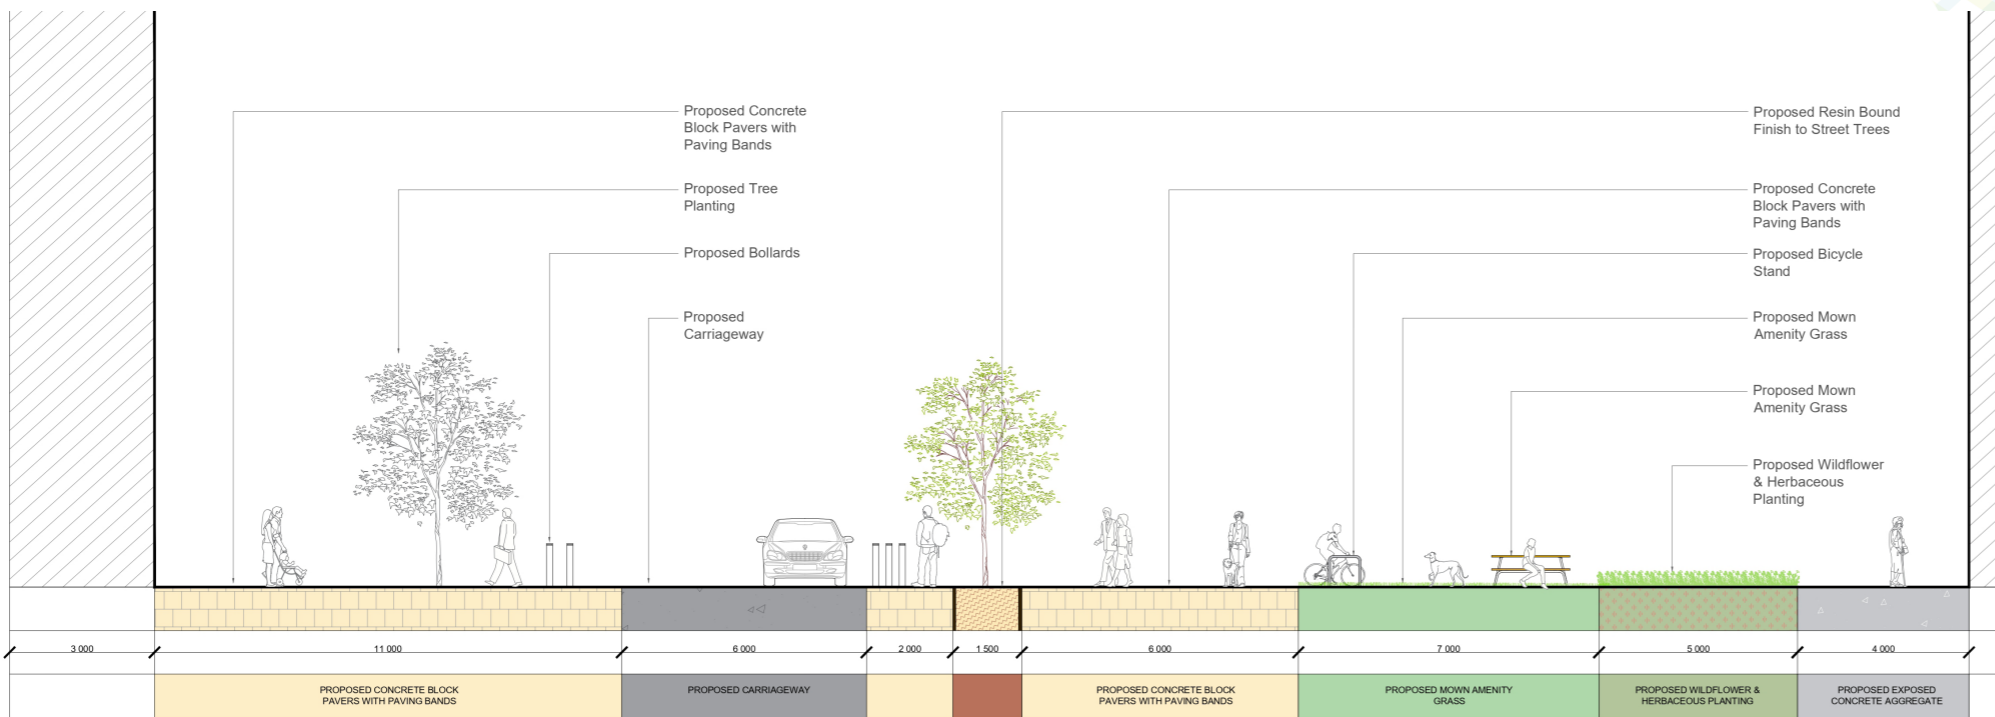 Proposed Concrete
Block Pavers with
Paving Bands
Proposed Tree
Planting
Proposed Bollards
Proposed
Carriageway
Proposed Resin Bound
Finish to Street Trees
Proposed Concrete
Block Pavers with
Paving Bands
Proposed Bicycle
Stand
Proposed Mown
Amenity Grass
Proposed Mown
Amenity Grass
Proposed Wildflower
& Herbaceous
Planting
3 000
11 000
6 000
2 000
1 500
6 000
7 000
5 000
4 000
PROPOSED CONCRETE BLOCK
PAVERS WITH PAVING BANDS
PROPOSED CARRIAGEWAY
PROPOSED CONCRETE BLOCK
PAVERS WITH PAVING BANDS
PROPOSED MOWN AMENITY
GRASS
PROPOSED WILDFLOWER &
HERBACEOUS PLANTING
PROPOSED EXPOSED
CONCRETE AGGREGATE